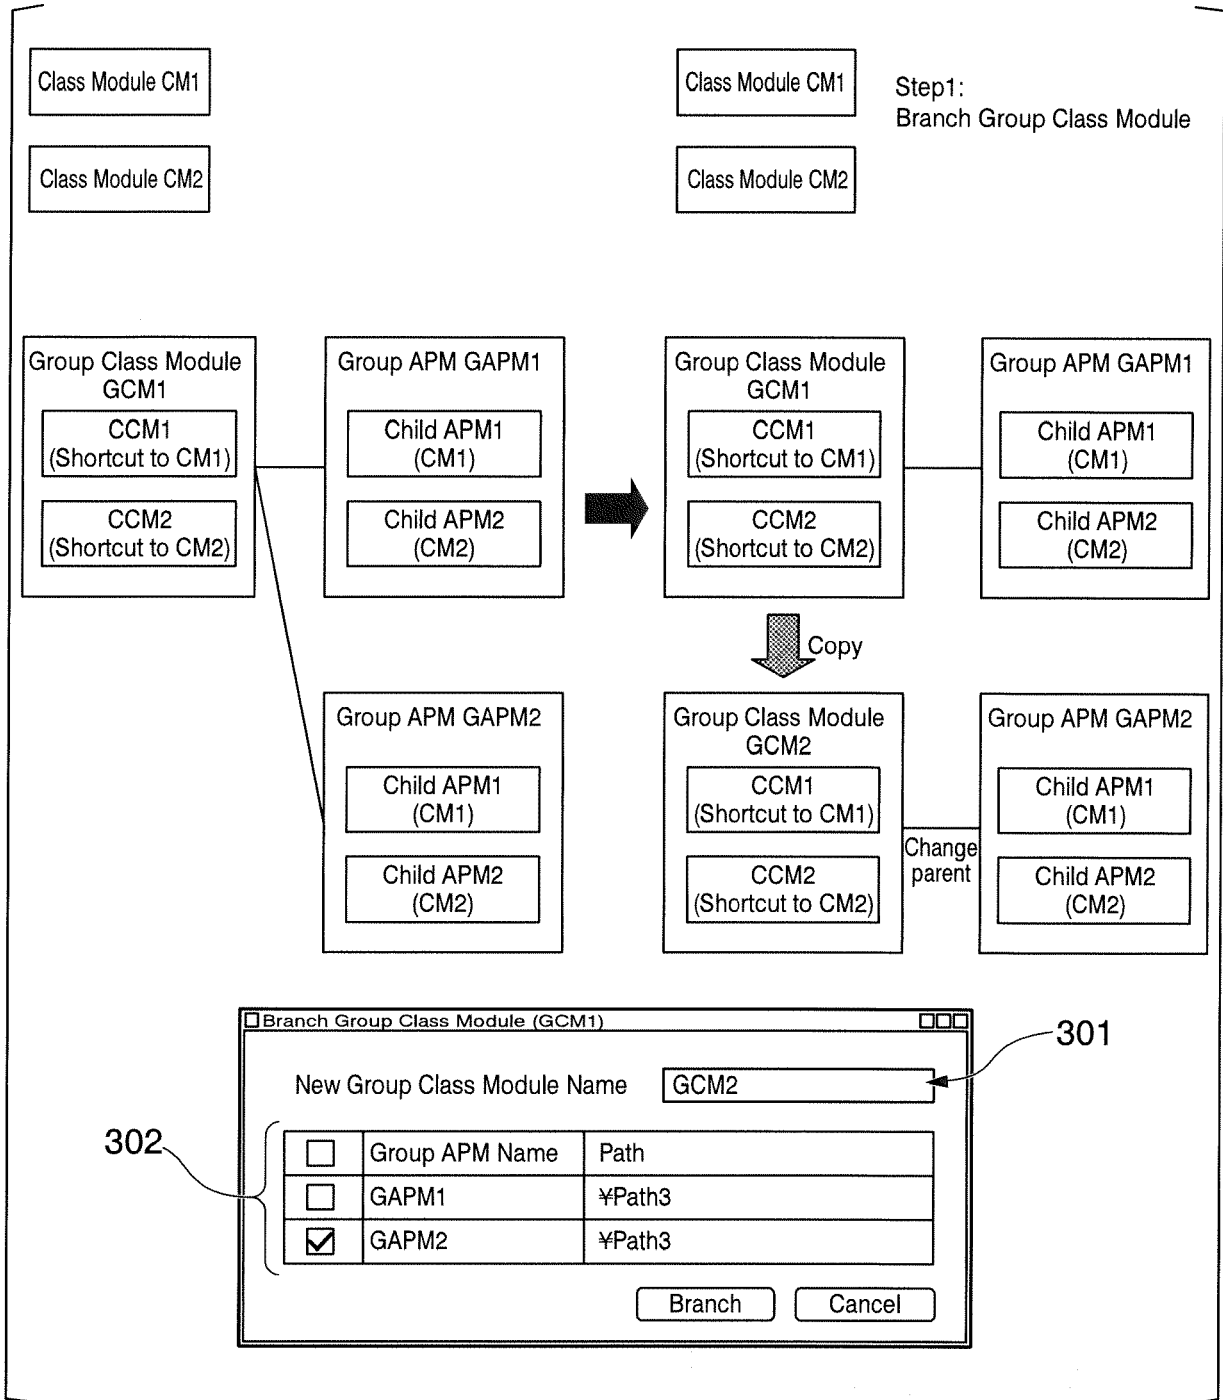 Class Module CM1
Class Module CM2
Class Module CM1
Class Module CM2
Step1:
Branch Group Class Module
Group Class Module
GCM1
CCM1
(Shortcut to CM1)
CCM2
(Shortcut to CM2)
Group APM GAPM1
Child APM1
(CM1)
Child APM2
(CM2)
Group APM GAPM2
Child APM1
(CM1)
Child APM2
(CM2)
Group Class Module
GCM1
CCM1
(Shortcut to CM1)
CCM2
(Shortcut to CM2)
Group APM GAPM1
Child APM1
(CM1)
Child APM2
(CM2)
Copy
Group Class Module
GCM2
CCM1
(Shortcut to CM1)
CCM2
(Shortcut to CM2)
Change
parent
Group APM GAPM2
Child APM1
(CM1)
Child APM2
(CM2)
Branch Group Class Module (GCM1)
New Group Class Module Name GCM2
301
302
Group APM Name Path
GAPM1 ¥Path3
GAPM2 ¥Path3
Branch Cancel